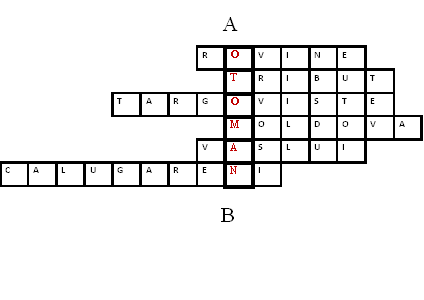 A
ROVINE
TRIBUT
TARGOVISTE
MOLDOVA
VASLUI
CALUGARENI
B